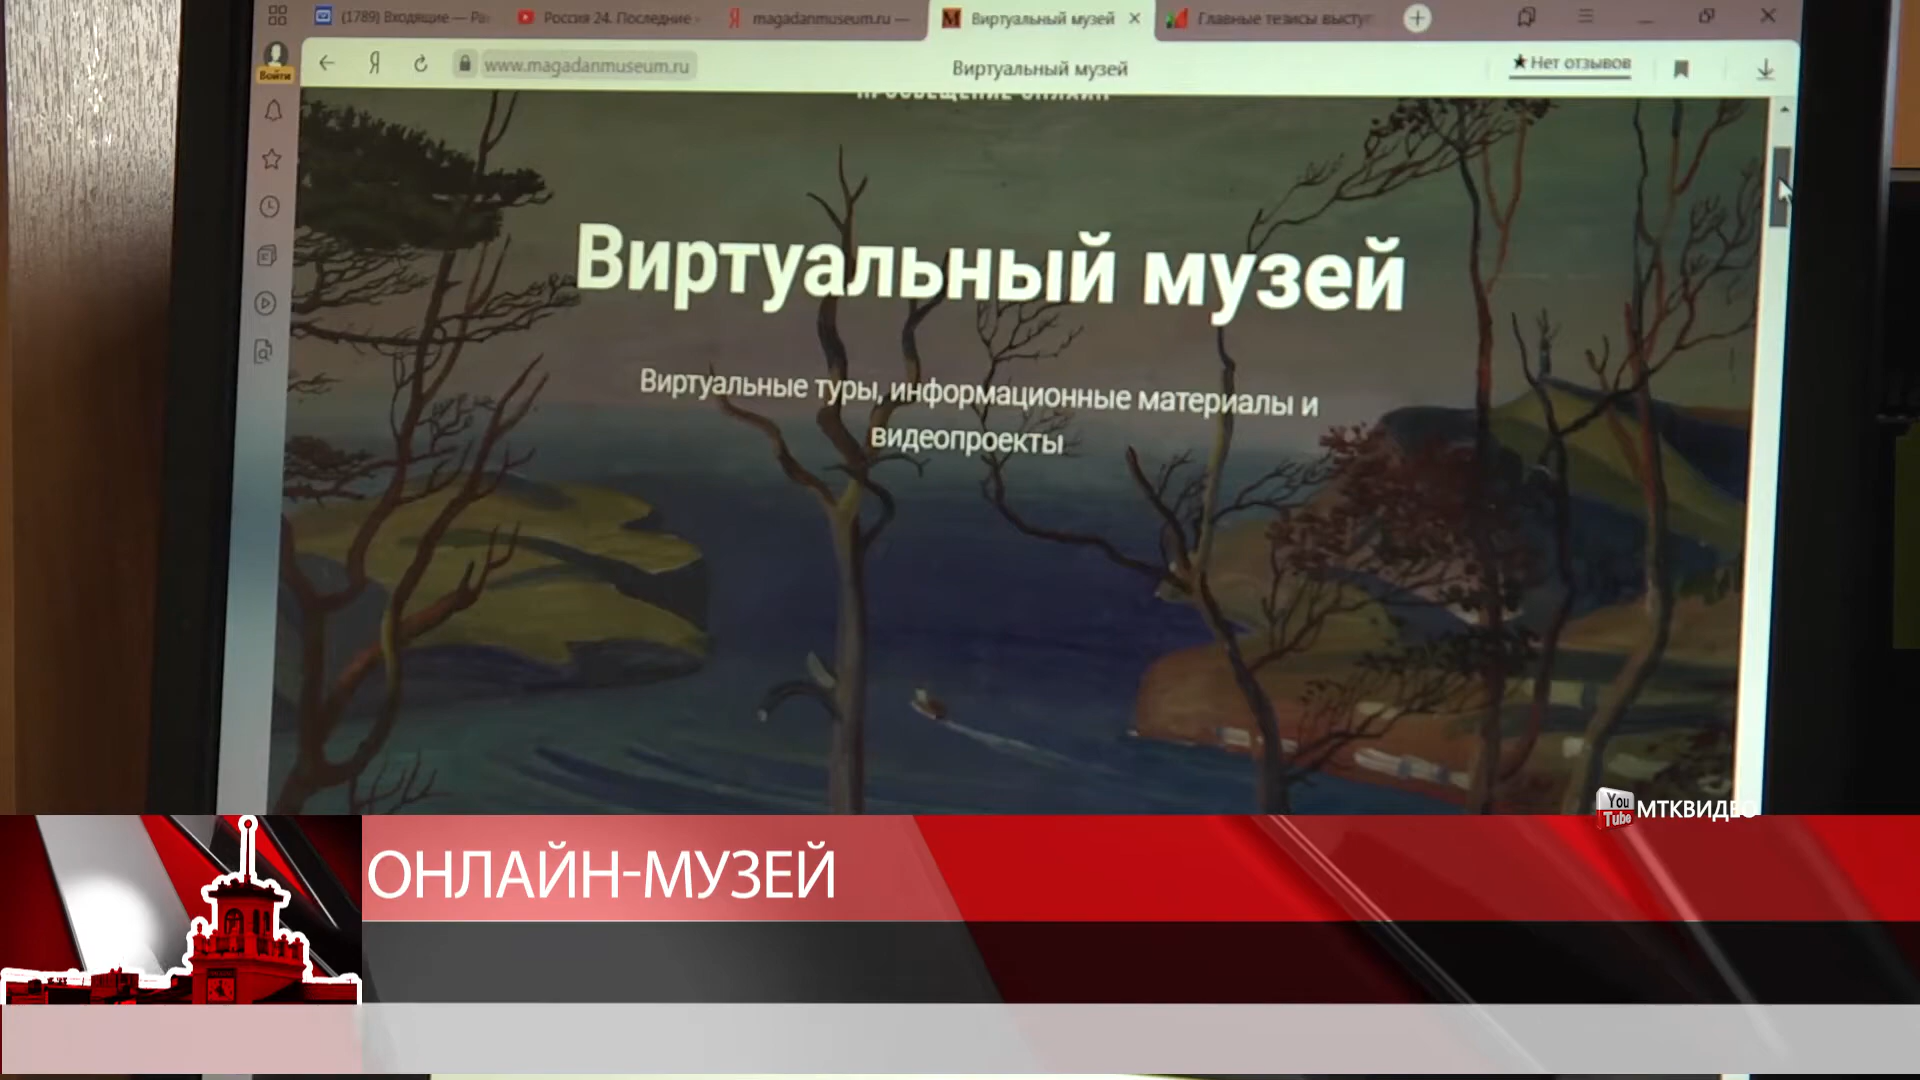 (1789) Входящие — Ра
Россия 24. Последние
magadanmuseum.ru —
Виртуальный музей
Главные тезисы высту
Войти
Я
www.magadanmuseum.ru
Виртуальный музей
★ Нет отзывов
Виртуальный музей
Виртуальные туры, информационные материалы и
видеопроекты
You Tube МТКВИДЕО
ОНЛАЙН-МУЗЕЙ